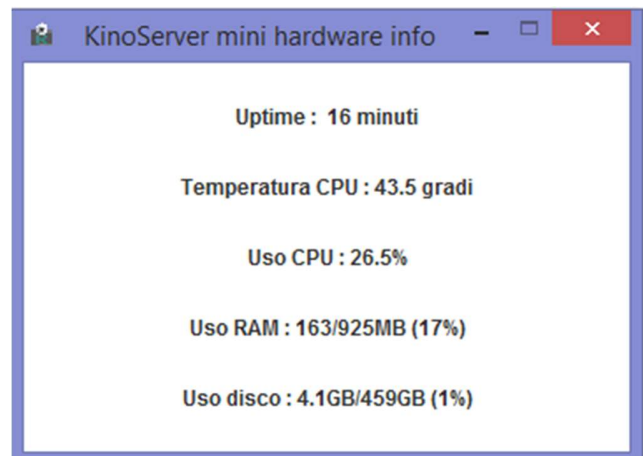 KinoServer mini hardware info
Uptime : 16 minuti
Temperatura CPU : 43.5 gradi
Uso CPU : 26.5%
Uso RAM : 163/925MB (17%)
Uso disco : 4.1GB/459GB (1%)